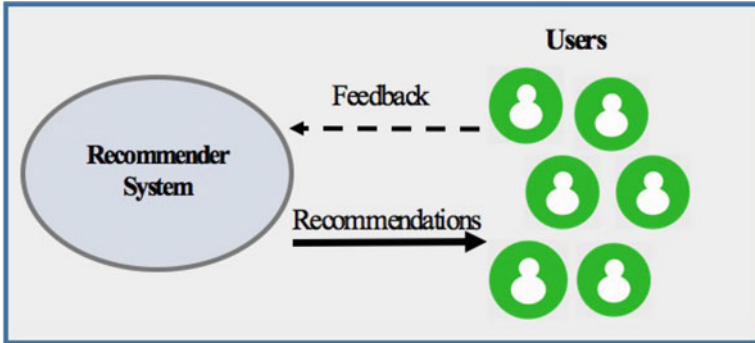 Users
Feedback
Recommender
System
Recommendations